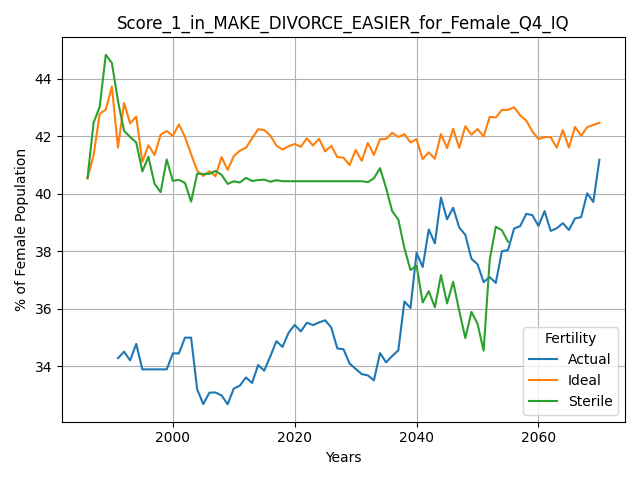 Score_1_in_MAKE_DIVORCE_EASIER_for_Female_Q4_IQ
44
42
40
38
36
34
% of Female Population
2000
2020
2040
2060
Years
Fertility
Actual
Ideal
Sterile